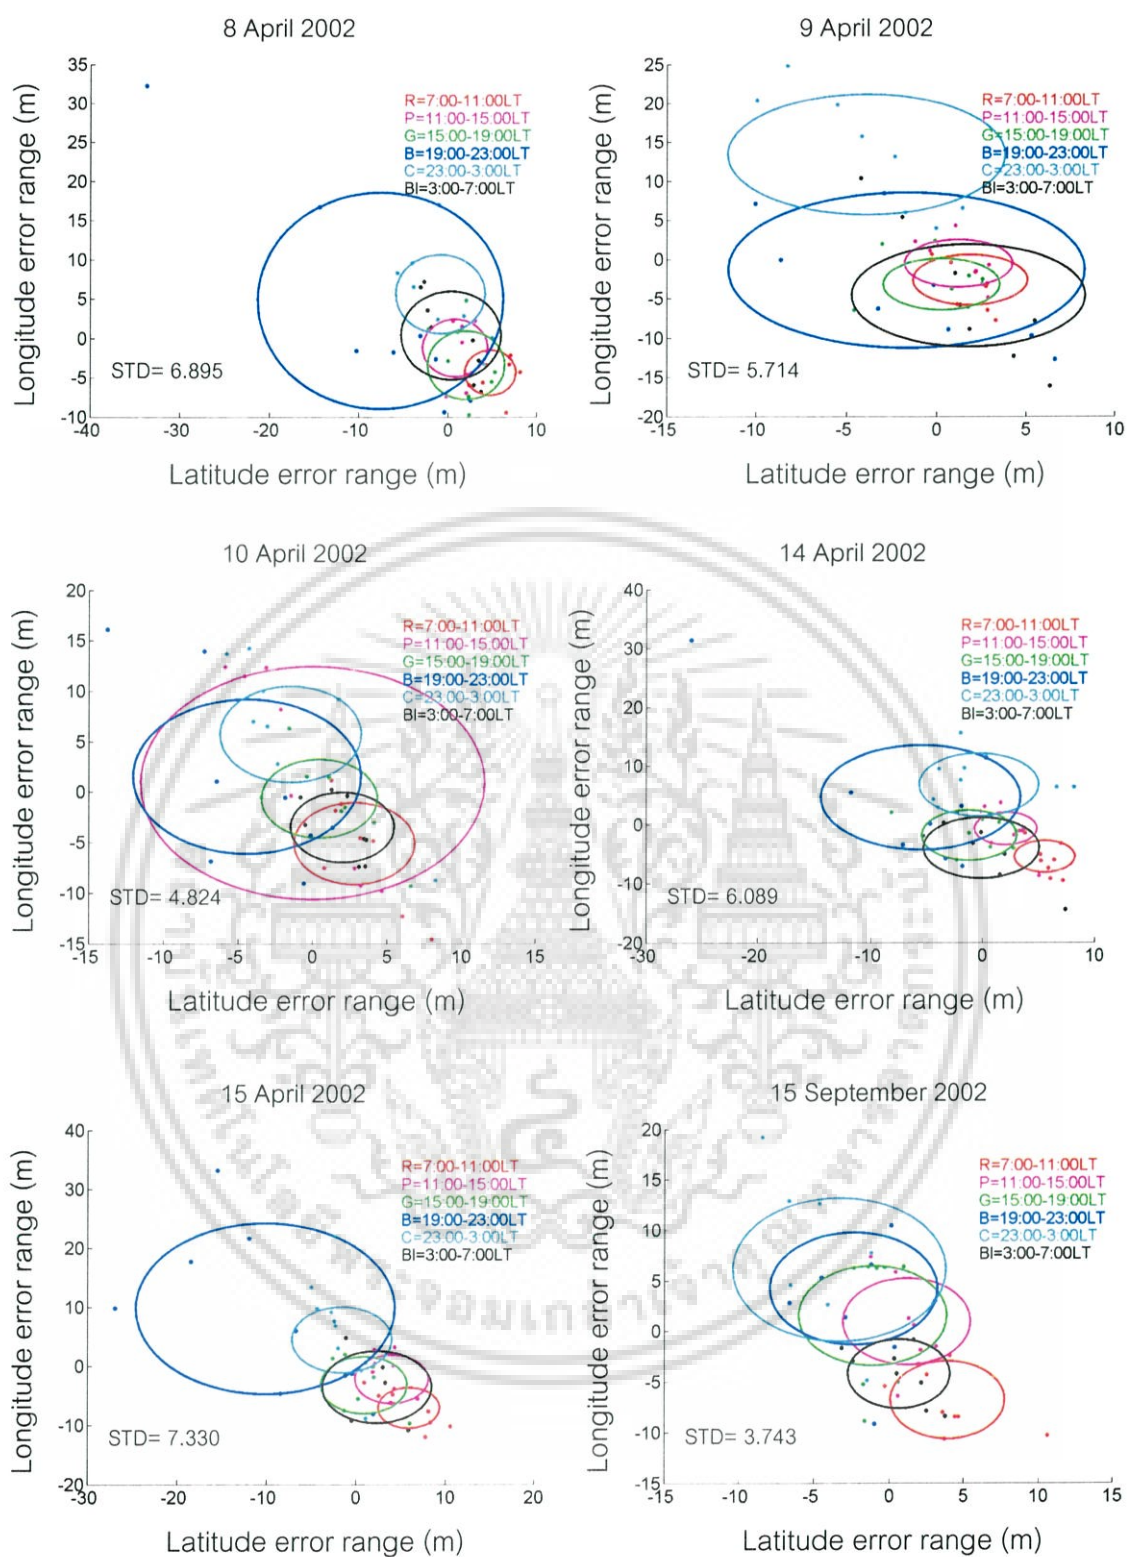 8 April 2002
35
30
25
20
15
10
5
0
-5
-10
-40
-30
-20
-10
0
10
Longitude error range (m)
Latitude error range (m)
R=7:00-11:00LT
P=11:00-15:00LT
G=15:00-19:00LT
B=19:00-23:00LT
C=23:00-3:00LT
Bl=3:00-7:00LT
STD= 6.895
9 April 2002
25
20
15
10
5
0
-5
-10
-15
-20
-15
-10
-5
0
5
10
Longitude error range (m)
Latitude error range (m)
R=7:00-11:00LT
P=11:00-15:00LT
G=15:00-19:00LT
B=19:00-23:00LT
C=23:00-3:00LT
Bl=3:00-7:00LT
STD= 5.714
10 April 2002
20
15
10
5
0
-5
-10
-15
-15
-10
-5
0
5
10
15
Longitude error range (m)
Latitude error range (m)
R=7:00-11:00LT
P=11:00-15:00LT
G=15:00-19:00LT
B=19:00-23:00LT
C=23:00-3:00LT
Bl=3:00-7:00LT
STD= 4.824
14 April 2002
40
30
20
10
0
-10
-20
-30
-20
-10
0
10
Longitude error range (m)
Latitude error range (m)
R=7:00-11:00LT
P=11:00-15:00LT
G=15:00-19:00LT
B=19:00-23:00LT
C=23:00-3:00LT
Bl=3:00-7:00LT
STD= 6.089
15 April 2002
40
30
20
10
0
-10
-20
-30
-20
-10
0
10
20
Longitude error range (m)
Latitude error range (m)
R=7:00-11:00LT
P=11:00-15:00LT
G=15:00-19:00LT
B=19:00-23:00LT
C=23:00-3:00LT
Bl=3:00-7:00LT
STD= 7.330
15 September 2002
20
15
10
5
0
-5
-10
-15
-15
-10
-5
0
5
10
15
Longitude error range (m)
Latitude error range (m)
R=7:00-11:00LT
P=11:00-15:00LT
G=15:00-19:00LT
B=19:00-23:00LT
C=23:00-3:00LT
Bl=3:00-7:00LT
STD= 3.743